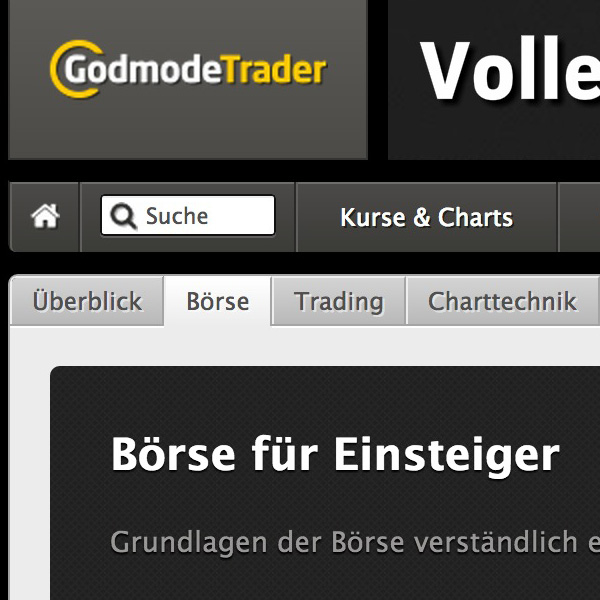 GodmodeTrader
Volle
Suche
Kurse & Charts
Überblick
Börse
Trading
Charttechnik
Börse für Einsteiger
Grundlagen der Börse verständlich